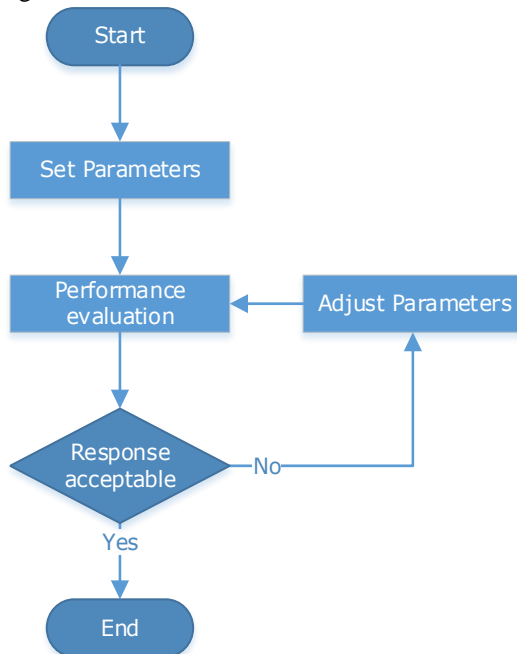 Start
Set Parameters
Performance
evaluation
Adjust Parameters
Response
acceptable
No
Yes
End